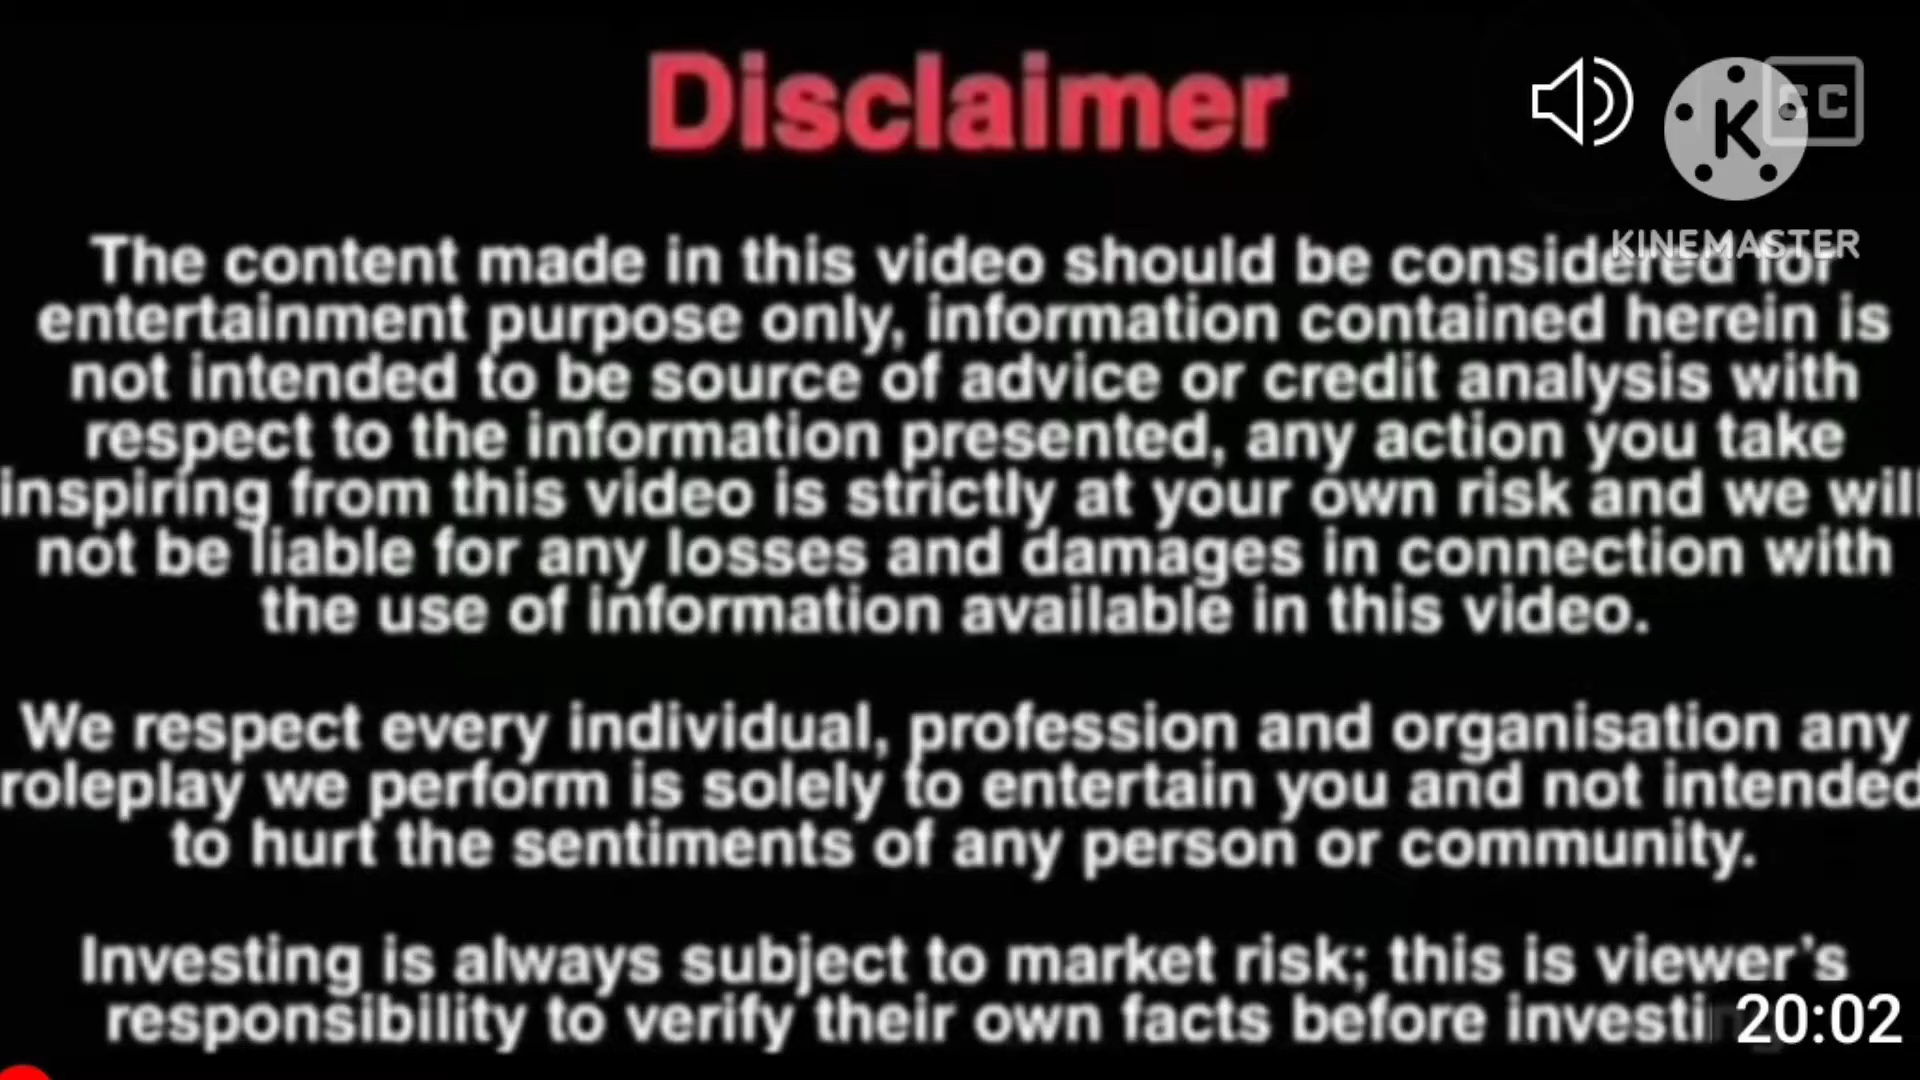 Disclaimer
CC
K
KINEMASTER
The content made in this video should be considered for
entertainment purpose only, information contained herein is
not intended to be source of advice or credit analysis with
respect to the information presented, any action you take
inspiring from this video is strictly at your own risk and we will
not be liable for any losses and damages in connection with
the use of information available in this video.
We respect every individual, profession and organisation any
roleplay we perform is solely to entertain you and not intended
to hurt the sentiments of any person or community.
Investing is always subject to market risk; this is viewer's
responsibility to verify their own facts before investi
20:02